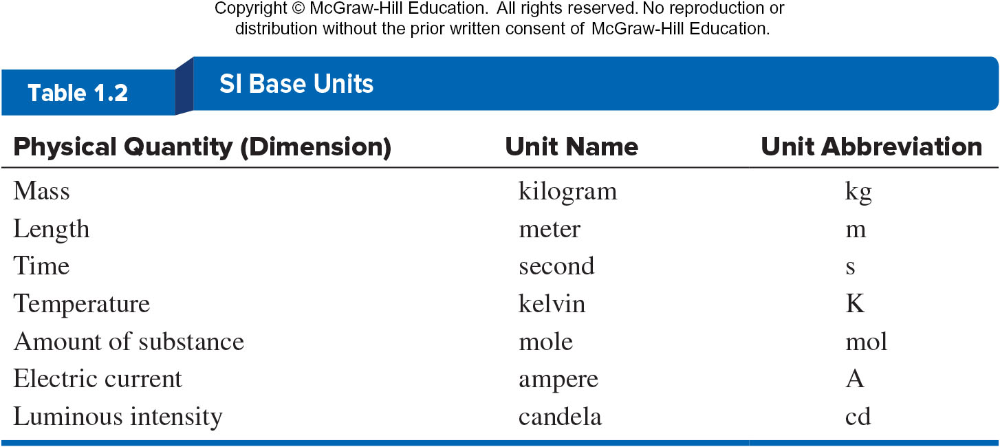 Copyright © McGraw-Hill Education. All rights reserved. No reproduction or
distribution without the prior written consent of McGraw-Hill Education.
Table 1.2 SI Base Units
Physical Quantity (Dimension) Unit Name Unit Abbreviation
Mass kilogram kg
Length meter m
Time second s
Temperature kelvin K
Amount of substance mole mol
Electric current ampere A
Luminous intensity candela cd